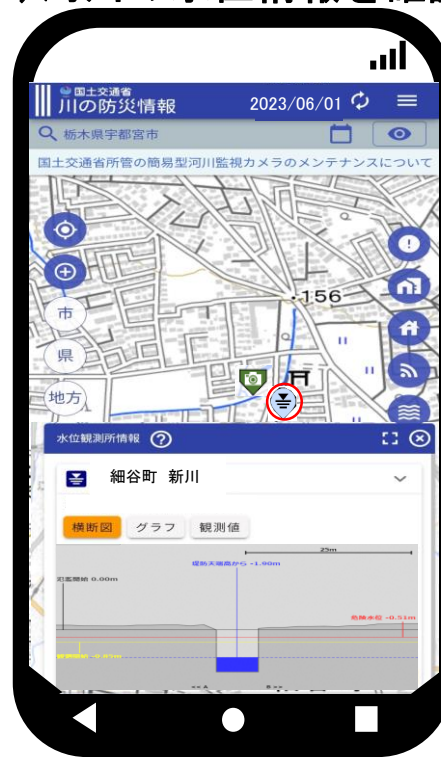 国土交通省
川の防災情報
2023/06/01
栃木県宇都宮市
国土交通省所管の簡易型河川監視カメラのメンテナンスについて
156
市
県
地方
水位観測所情報
細谷町 新川
横断図 グラフ 観測値
25m
堤防天端高から -1.90m
氾濫開始 0.00m
危険水位 -0.51m